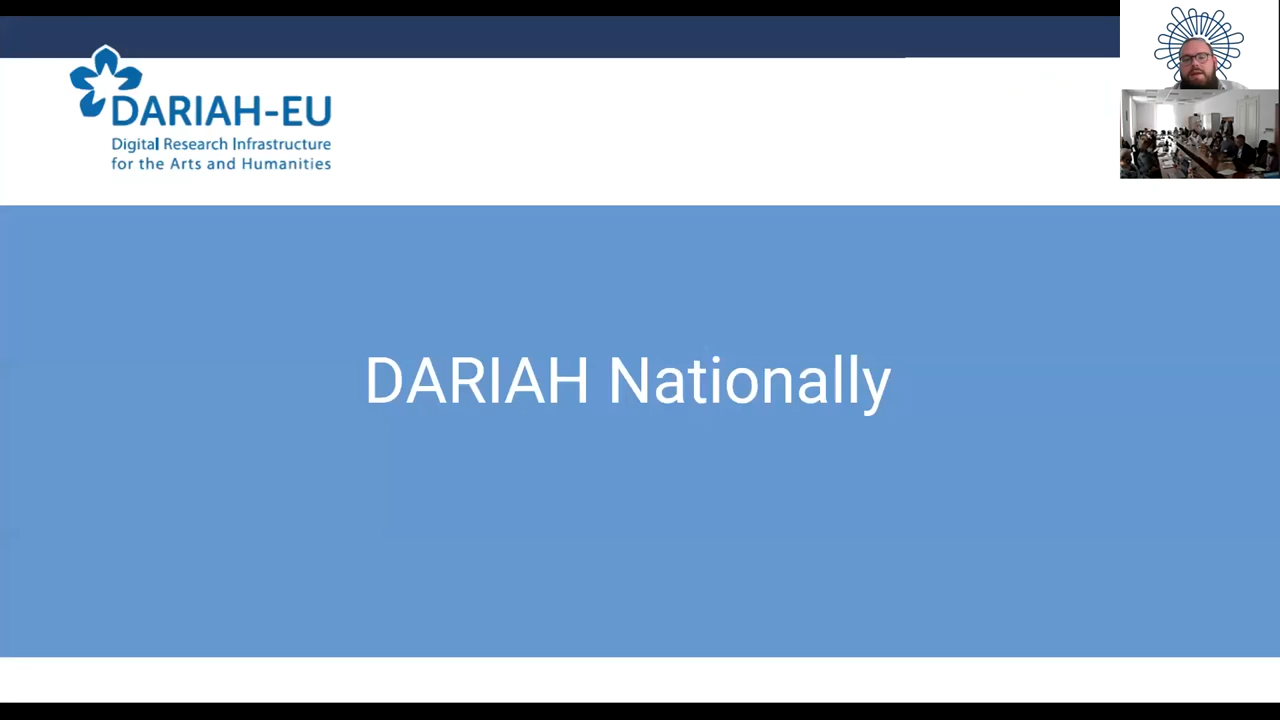 DARIAH-EU
Digital Research Infrastructure
for the Arts and Humanities
DARIAH Nationally